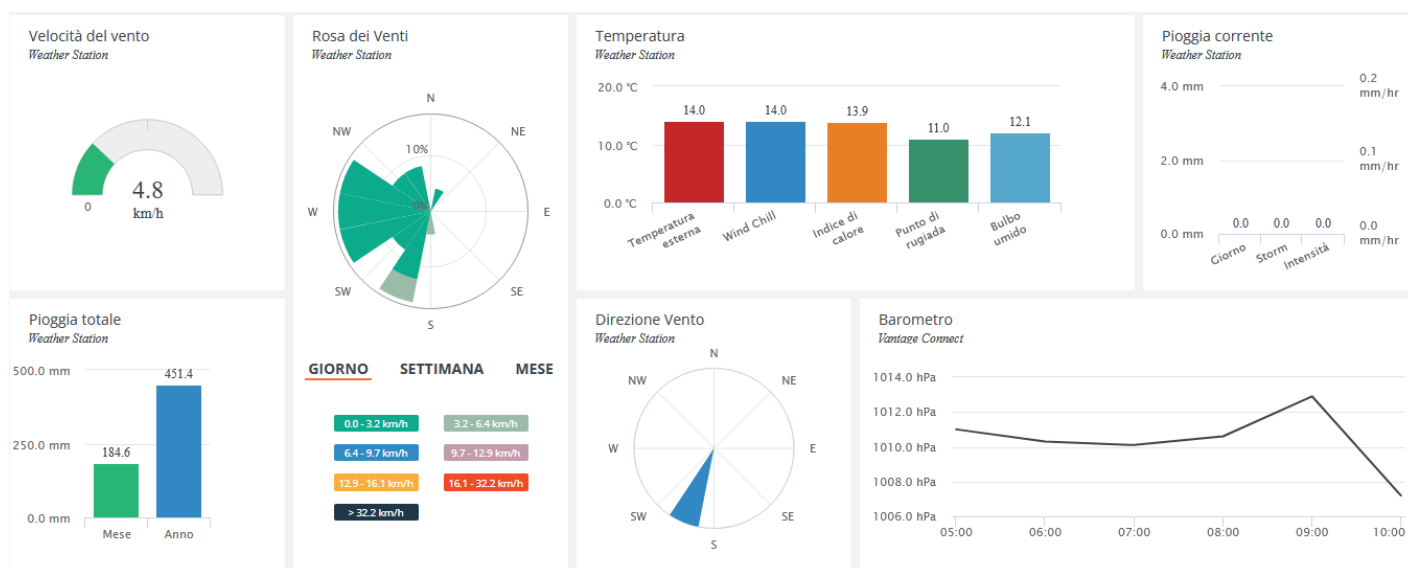 Velocità del vento
Weather Station
4.8
0
km/h
Rosa dei Venti
Weather Station
N
NW
NE
10%
W
0%
E
SW
SE
S
GIORNO SETTIMANA MESE
0.0 - 3.2 km/h
3.2 - 6.4 km/h
6.4 - 9.7 km/h
9.7 - 12.9 km/h
12.9 - 16.1 km/h
16.1 - 32.2 km/h
> 32.2 km/h
Temperatura
Weather Station
20.0 °C
10.0 °C
0.0 °C
14.0
14.0
13.9
11.0
12.1
Temperatura
esterna
Wind Chill
Indice di
calore
Punto di
rugiada
Bulbo
umido
Pioggia corrente
Weather Station
4.0 mm
2.0 mm
0.0 mm
0.2
mm/hr
0.1
mm/hr
0.0
mm/hr
0.0
0.0
0.0
Giorno
Storm
Intensità
Pioggia totale
Weather Station
500.0 mm
250.0 mm
0.0 mm
184.6
451.4
Mese
Anno
Direzione Vento
Weather Station
N
NW
NE
W
E
SW
SE
S
Barometro
Vantage Connect
1014.0 hPa
1012.0 hPa
1010.0 hPa
1008.0 hPa
1006.0 hPa
05:00
06:00
07:00
08:00
09:00
10:00